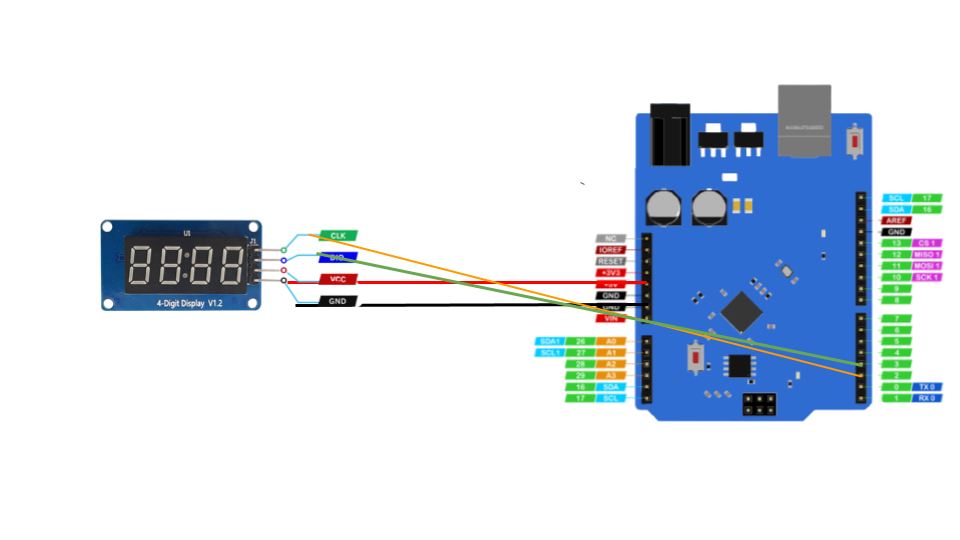 U1
J1
4-Digit Display V1.2
CLK
DIO
VCC
GND
NC
IOREF
RESET
+3V3
+5V
GND
GND
VIN
SDA1 26 A0
SCL1 27 A1
28 A2
29 A3
16 SDA
17 SCL
SCL 17
SDA 16
AREF
GND
13 CS 1
12 MISO 1
11 MOSI 1
10 SCK 1
9
8
7
6
5
4
3
2
0 TX 0
1 RX 0